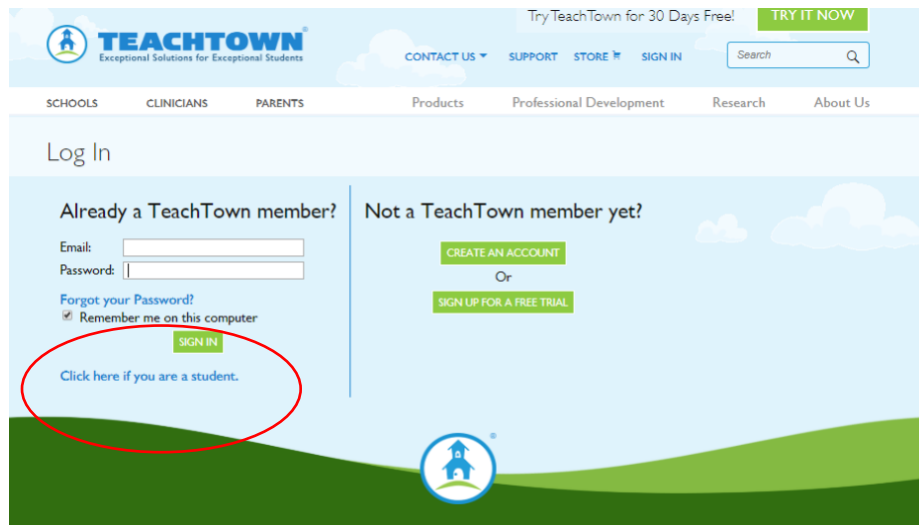 Try TeachTown for 30 Days Free! TRY IT NOW
TEACHTOWN®
Exceptional Solutions for Exceptional Students
CONTACT US SUPPORT STORE SIGN IN Search
SCHOOLS CLINICIANS PARENTS Products Professional Development Research About Us
Log In
Already a TeachTown member?
Email:
Password:
Forgot your Password?
Remember me on this computer
SIGN IN
Click here if you are a student.
Not a TeachTown member yet?
CREATE AN ACCOUNT
Or
SIGN UP FOR A FREE TRIAL
®